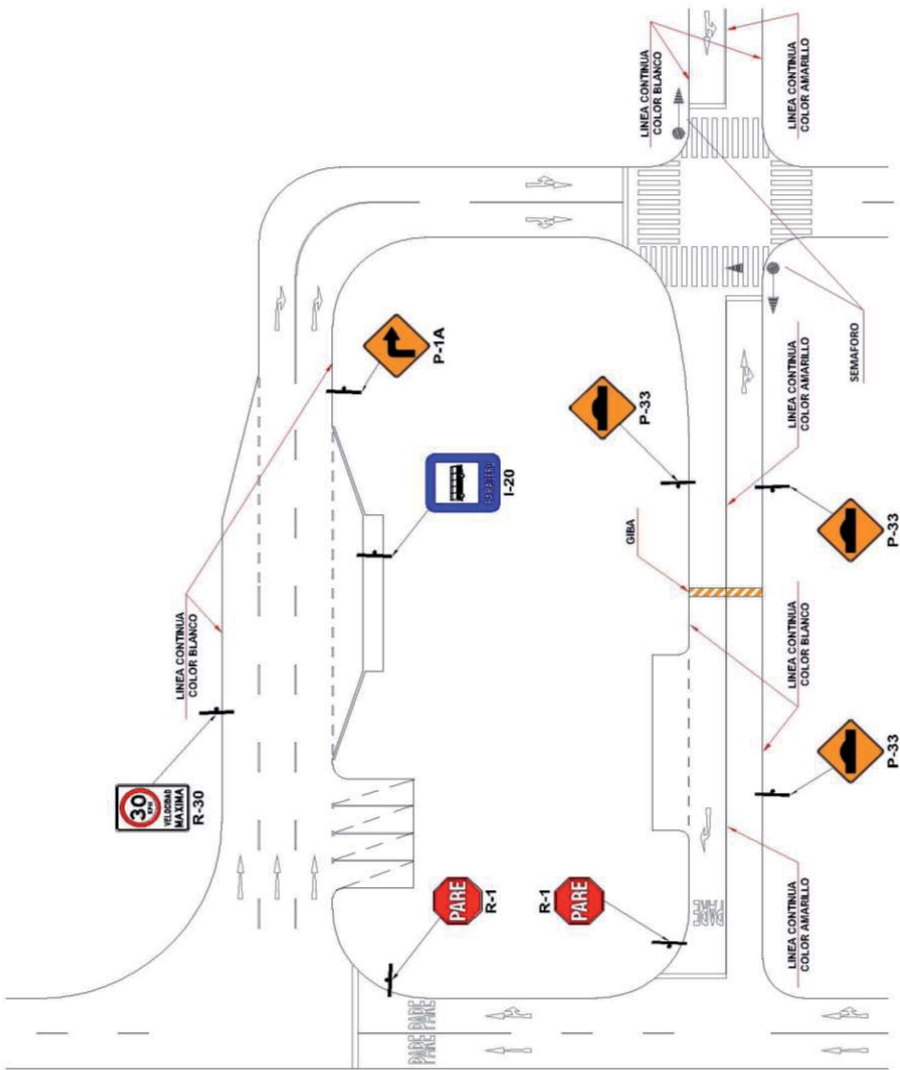 LINEA CONTINUA
COLOR BLANCO
30
KPH
VELOCIDAD
MAXIMA
R-30
P-1A
PARADERO
I-20
PARE
R-1
PARE
R-1
P-33
GIBA
PARE PARE
PARE
LINEA CONTINUA
COLOR BLANCO
LINEA CONTINUA
COLOR AMARILLO
SEMAFORO
LINEA CONTINUA
COLOR AMARILLO
P-33
LINEA CONTINUA
COLOR BLANCO
P-33
LINEA CONTINUA
COLOR AMARILLO